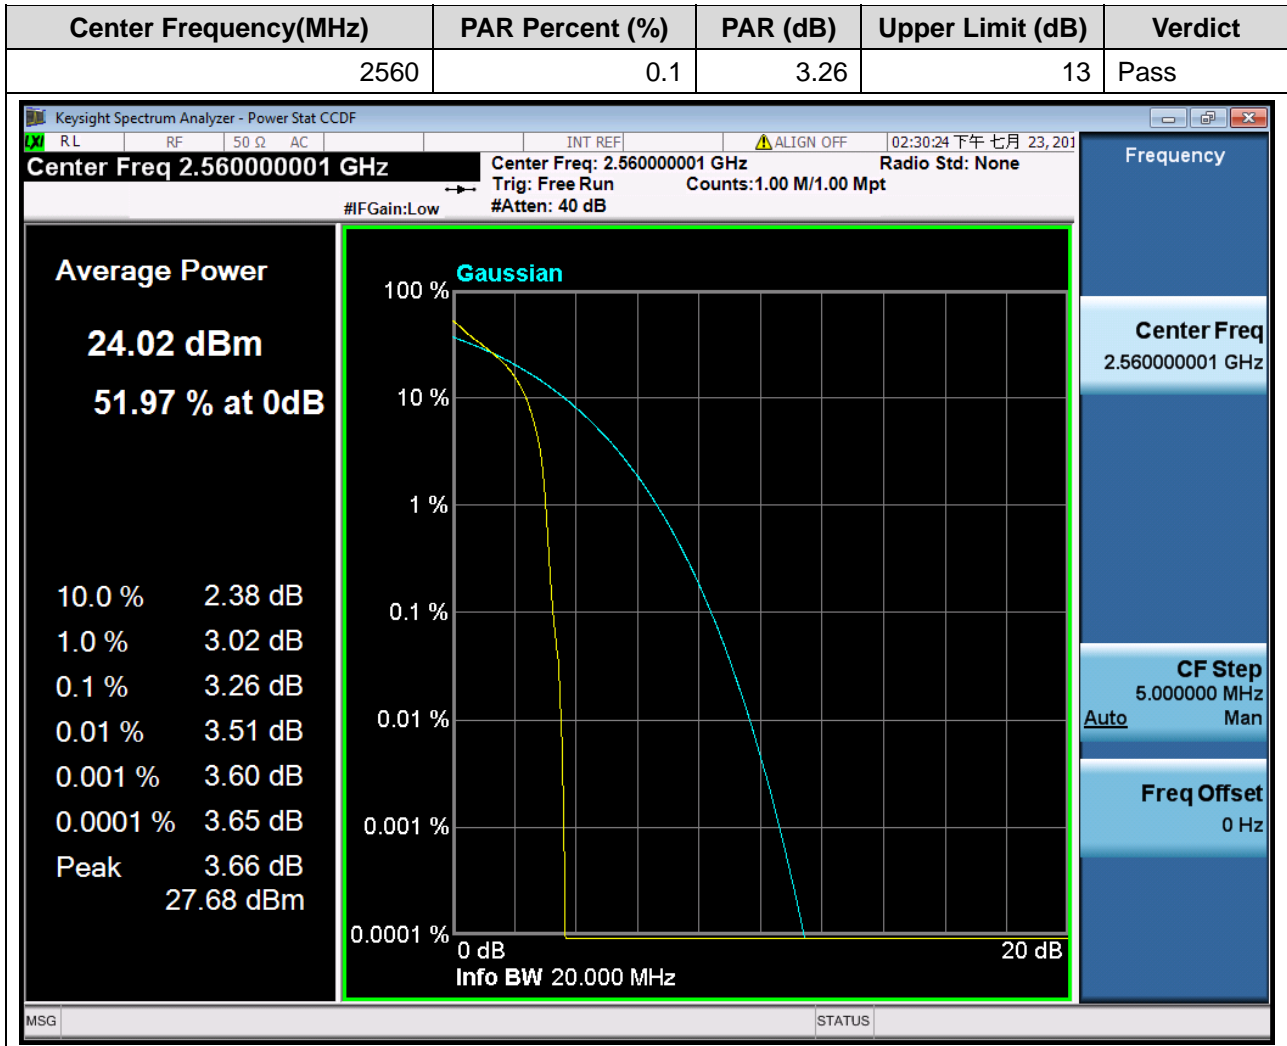 Center Frequency(MHz) PAR Percent (%) PAR (dB) Upper Limit (dB) Verdict
2560 0.1 3.26 13 Pass
Keysight Spectrum Analyzer - Power Stat CCDF
LXI RL RF 50 Ω AC INT REF ALIGN OFF 02:30:24 下午 七月 23, 201
Center Freq 2.560000001 GHz
Center Freq: 2.560000001 GHz Radio Std: None
Trig: Free Run Counts:1.00 M/1.00 Mpt
#IFGain:Low #Atten: 40 dB
Average Power
24.02 dBm
51.97 % at 0dB
10.0 % 2.38 dB
1.0 % 3.02 dB
0.1 % 3.26 dB
0.01 % 3.51 dB
0.001 % 3.60 dB
0.0001 % 3.65 dB
Peak 3.66 dB
27.68 dBm
Gaussian
100 %
10 %
1 %
0.1 %
0.01 %
0.001 %
0.0001 %
0 dB 20 dB
Info BW 20.000 MHz
Frequency
Center Freq
2.560000001 GHz
CF Step
5.000000 MHz
Auto Man
Freq Offset
0 Hz
MSG STATUS